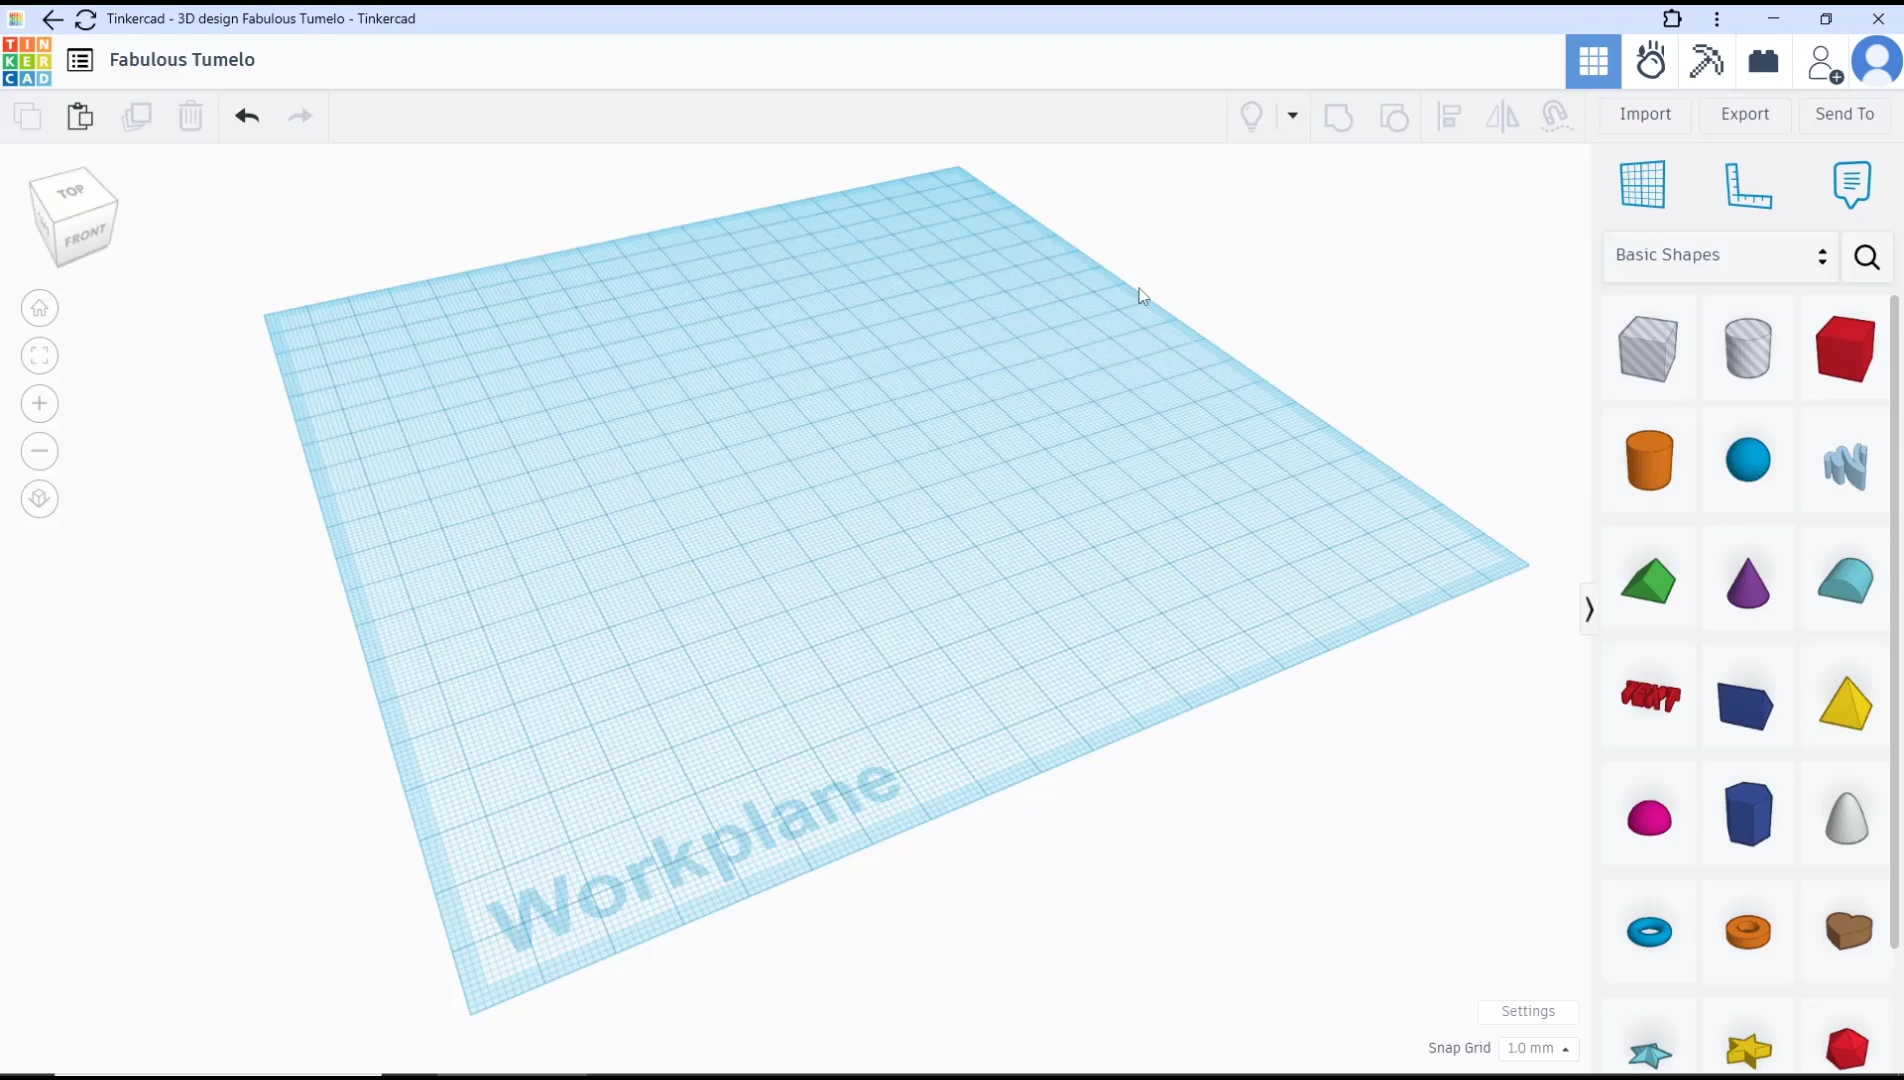 Tinkercad - 3D design Fabulous Tumelo - Tinkercad
TIN
KER
CAD
Fabulous Tumelo
Import
Export
Send To
TOP
FRONT
Basic Shapes
TEXT
Workplane
Settings
Snap Grid 1.0 mm